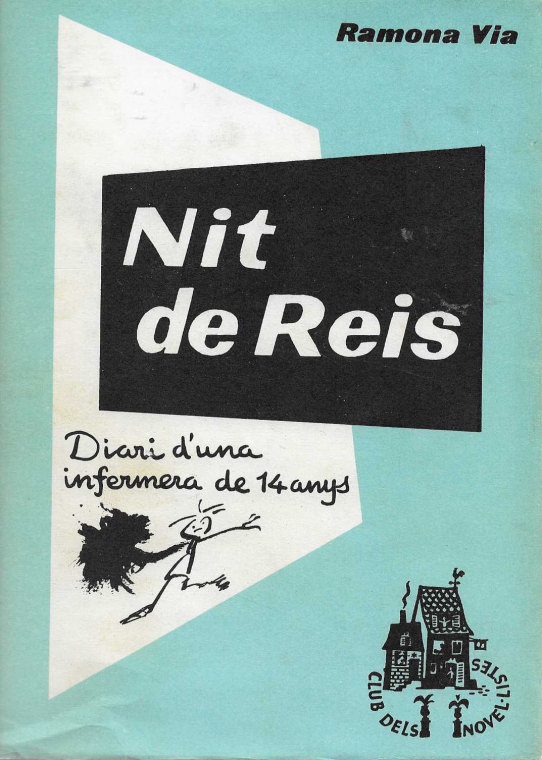 Ramona Via
Nit
de Reis
Diari d'una
infermera de 14 anys
CLUB DELS NOVEL·LISTES